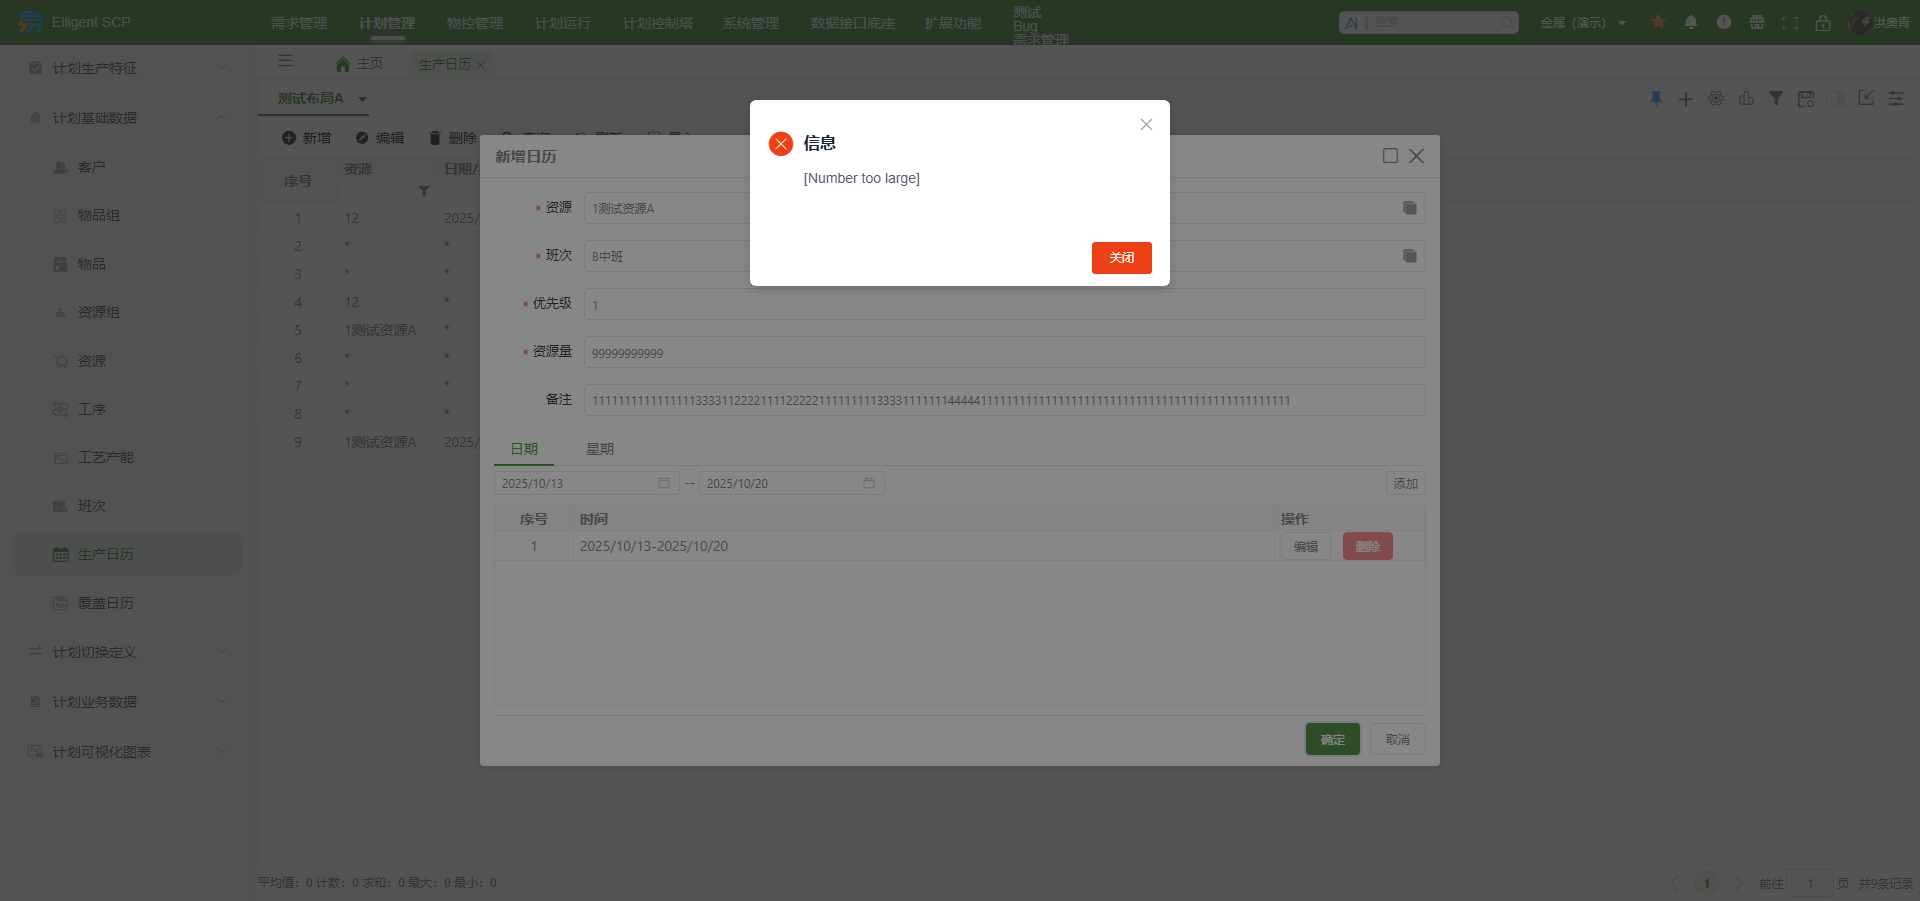 Elligent SCP
需求管理 计划管理 物控管理 计划运行 计划控制塔 系统管理 数据接口底座 扩展功能
测试
Bug
需求管理
AI | 搜索
金属（演示）
洪奥青
主页 生产日历
测试布局A
新增 编辑 删除
序号 资源 日期/
1 12 2025/
2 * *
3 * *
4 12 *
5 1测试资源A *
6 * *
7 * *
8 * *
9 1测试资源A 2025/
计划生产特征
计划基础数据
客户
物品组
物品
资源组
资源
工序
工艺产能
班次
生产日历
覆盖日历
计划切换定义
计划业务数据
计划可视化图表
新增日历
信息
[Number too large]
关闭
* 资源 1测试资源A
* 班次 B中班
* 优先级 1
* 资源量 99999999999
备注
日期 星期
2025/10/13 -- 2025/10/20 添加
序号 时间 操作
1 2025/10/13-2025/10/20 编辑 删除
确定 取消
平均值：0 计数：0 求和：0 最大：0 最小：0
1 前往 1 页 共9条记录